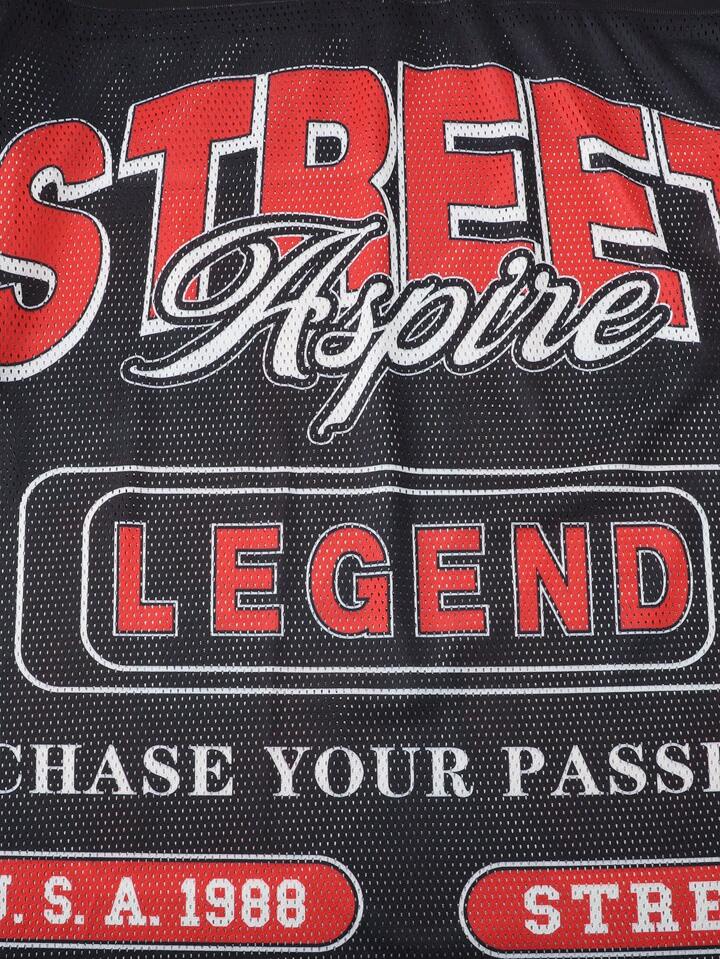 STREET
Aspire
LEGEND
CHASE YOUR PASS
U. S. A. 1988
STRE